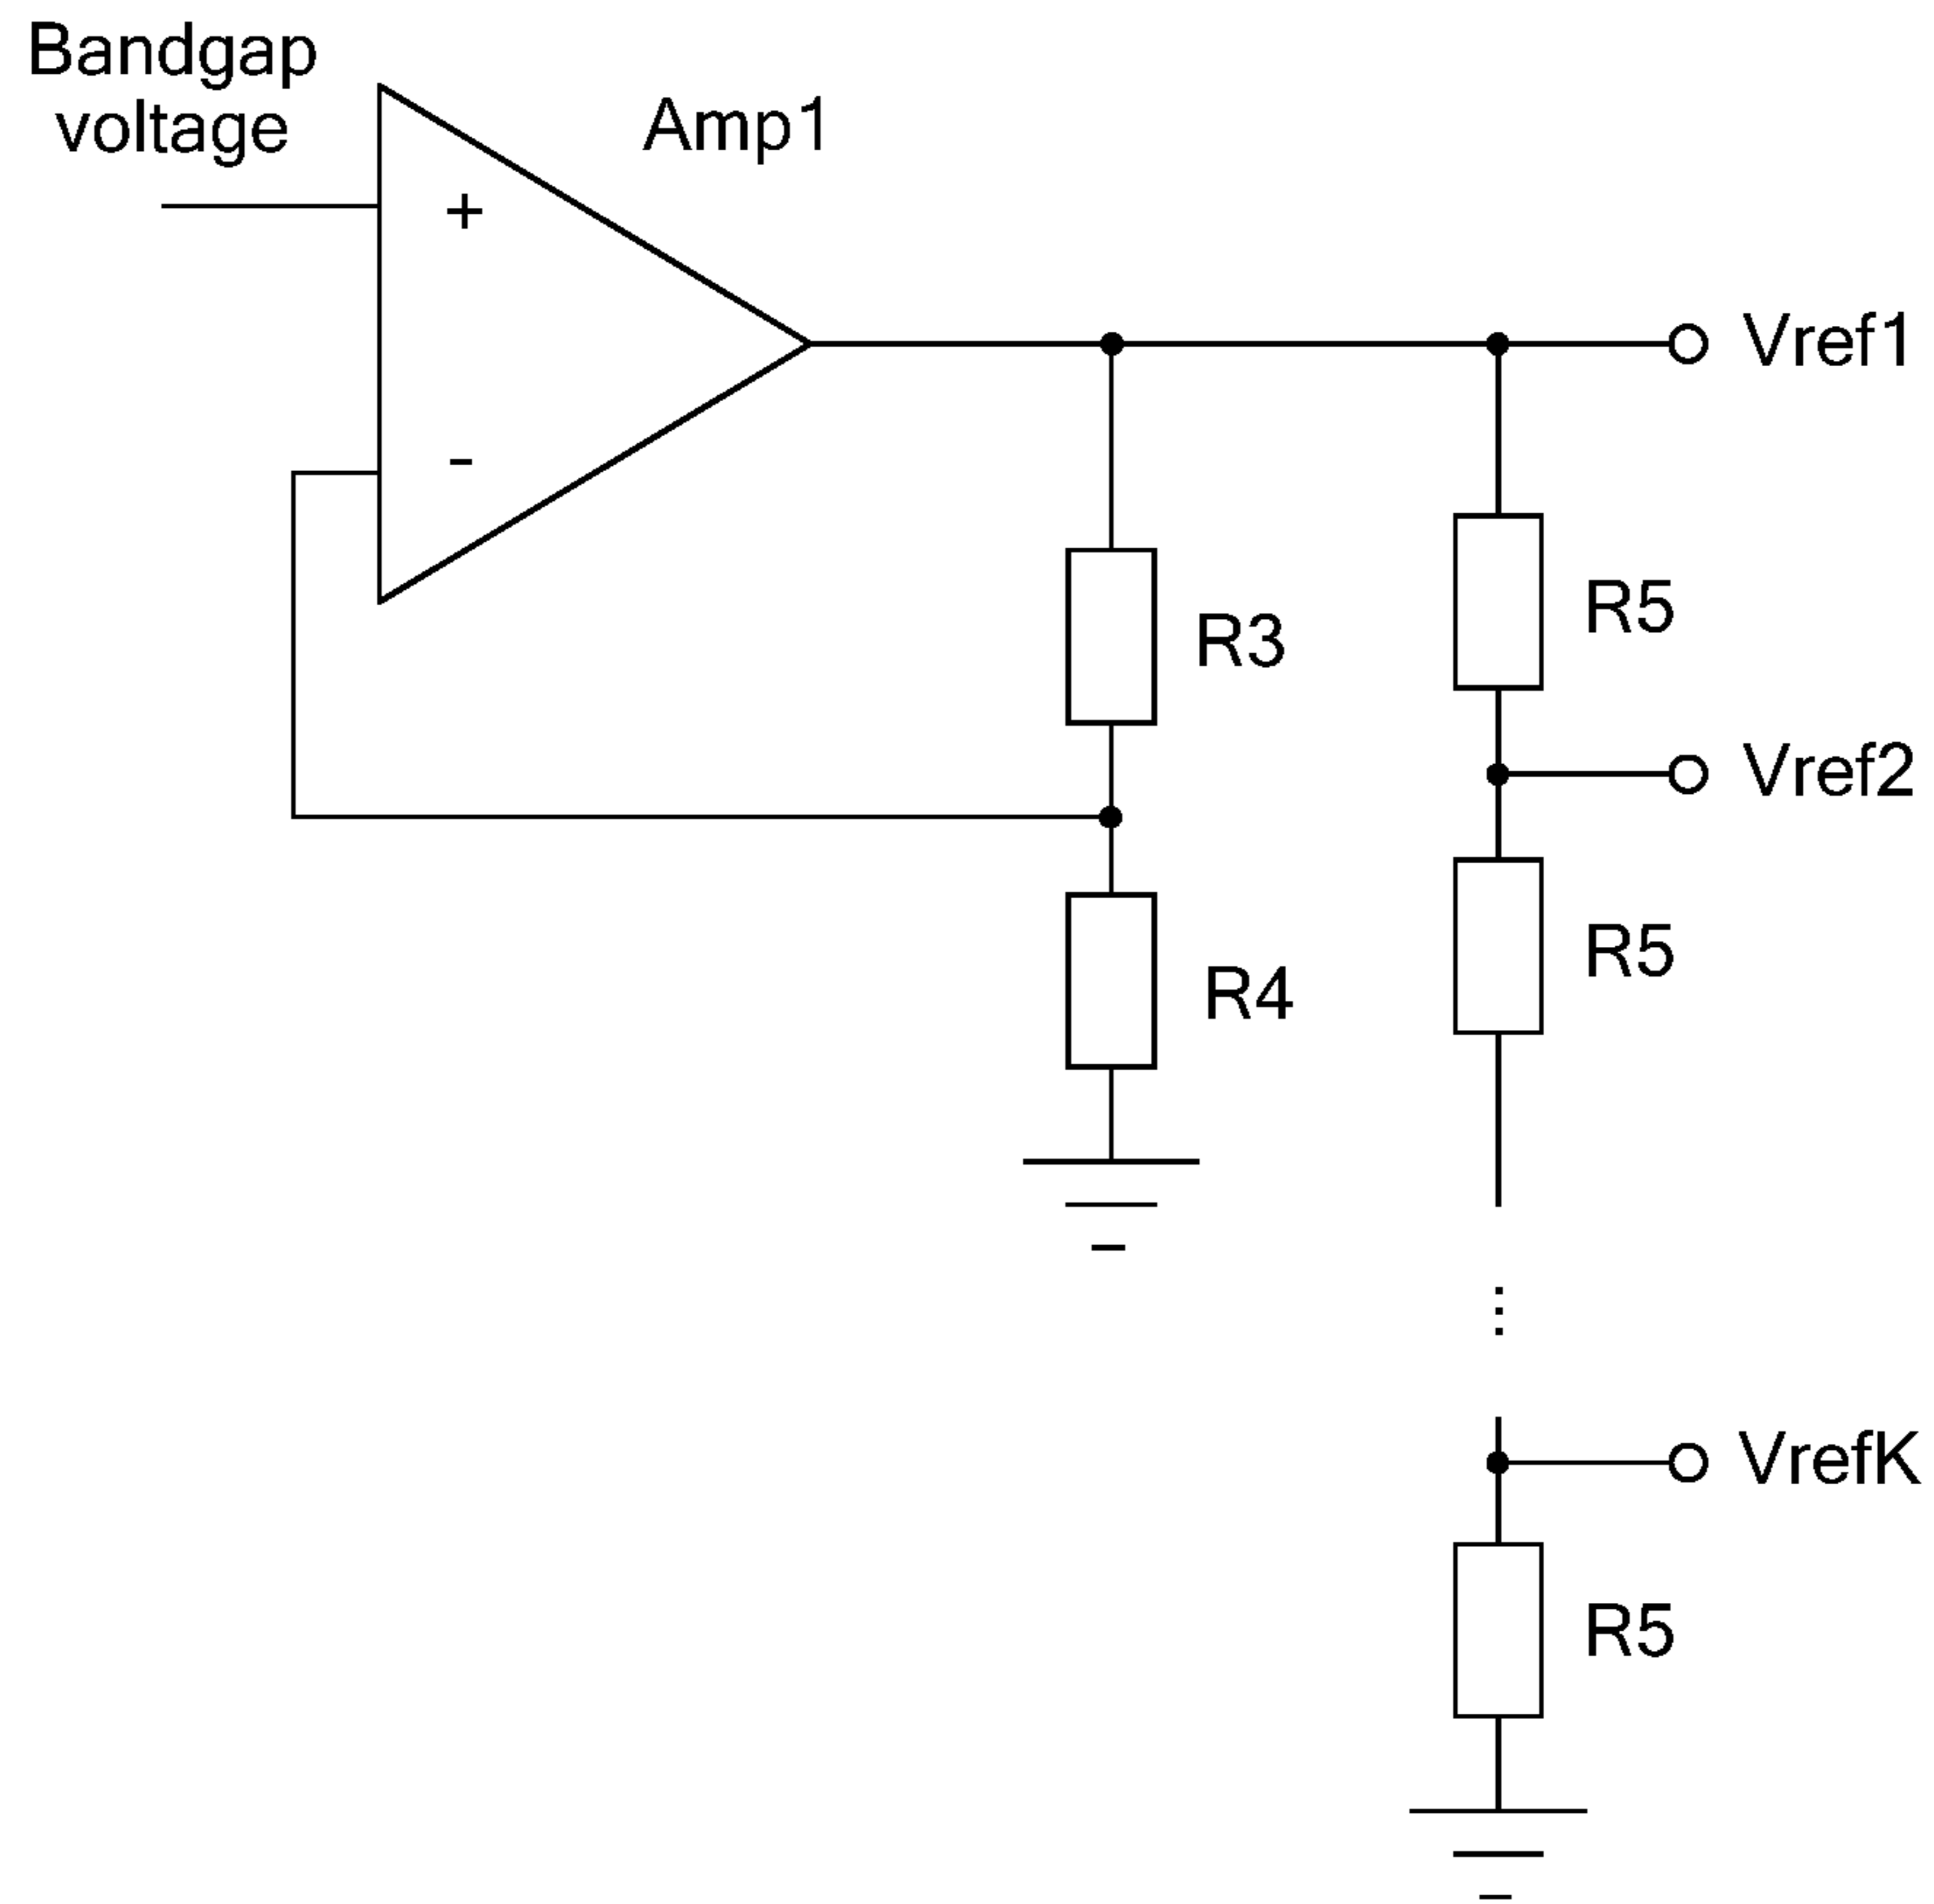 Bandgap
voltage
Amp1
+
-
Vref1
R3
R5
Vref2
R5
R4
⋮
VrefK
R5